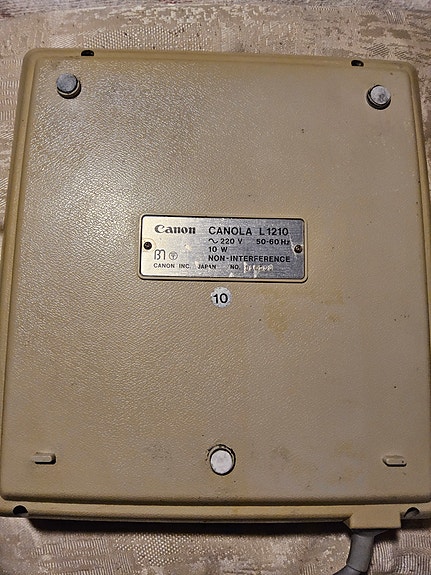 Canon CANOLA L1210
~ 220 V 50-60 Hz
10 W
NON-INTERFERENCE
CANON INC. JAPAN NO.
10